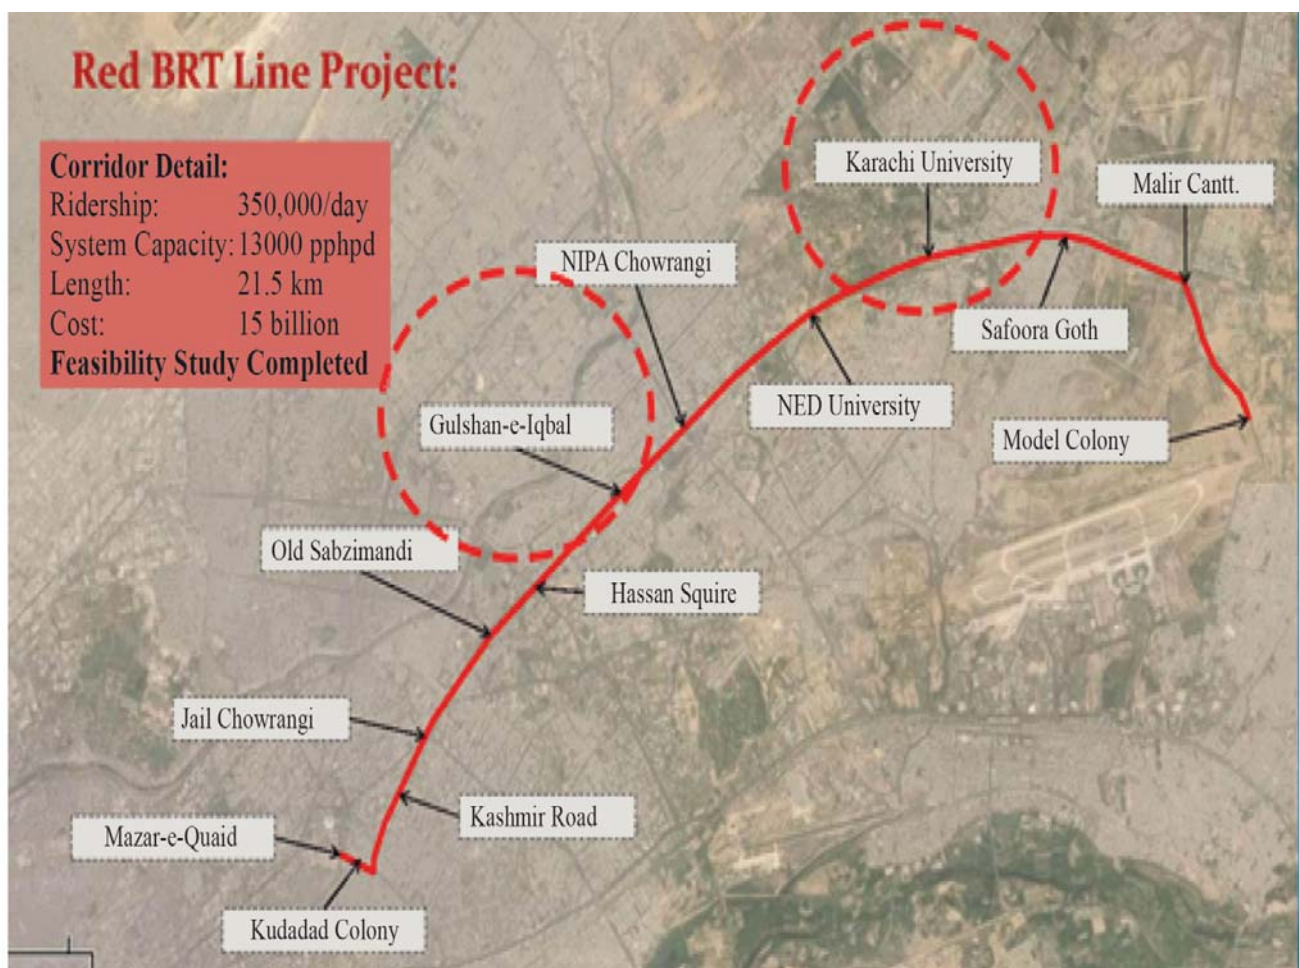 Red BRT Line Project:
Corridor Detail:
Ridership: 350,000/day
System Capacity: 13000 pphpd
Length: 21.5 km
Cost: 15 billion
Feasibility Study Completed
Karachi University
Malir Cantt.
NIPA Chowrangi
Safoora Goth
NED University
Gulshan-e-Iqbal
Model Colony
Old Sabzimandi
Hassan Squire
Jail Chowrangi
Kashmir Road
Mazar-e-Quaid
Kudadad Colony